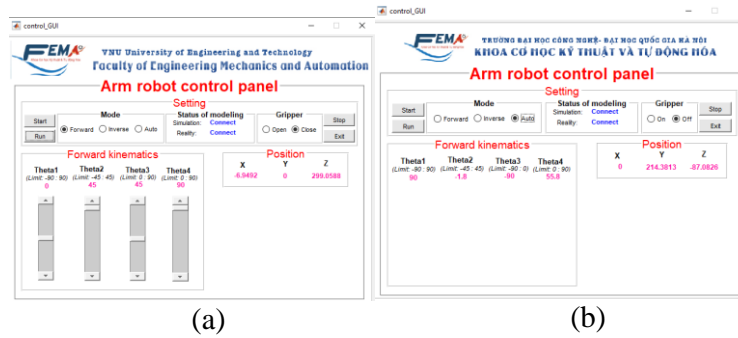 control_GUI
FEMA
VNU University of Engineering and Technology
Faculty of Engineering Mechanics and Automation
Arm robot control panel
Setting
Start
Run
Mode
Forward Inverse Auto
Status of modeling
Simulation: Connect
Reality: Connect
Gripper
Open Close
Stop
Exit
Forward kinematics
Theta1 Theta2 Theta3 Theta4
(Limit: -90 : 90) (Limit: -45 : 45) (Limit: 0 : 90) (Limit: 0 : 90)
0 45 45 90
Position
X Y Z
-6.9492 0 299.0588
(a)
control_GUI
FEMA
TRƯỜNG ĐẠI HỌC CÔNG NGHỆ- ĐẠI HỌC QUỐC GIA HÀ NỘI
KHOA CƠ HỌC KỸ THUẬT VÀ TỰ ĐỘNG HÓA
Arm robot control panel
Setting
Start
Run
Mode
Forward Inverse Auto
Status of modeling
Simulation: Connect
Reality: Connect
Gripper
On Off
Stop
Exit
Forward kinematics
Theta1 Theta2 Theta3 Theta4
(Limit: -90 : 90) (Limit: -45 : 45) (Limit: -90 : 0) (Limit: 0 : 90)
90 -1.8 -90 55.8
Position
X Y Z
0 214.3813 -87.0826
(b)